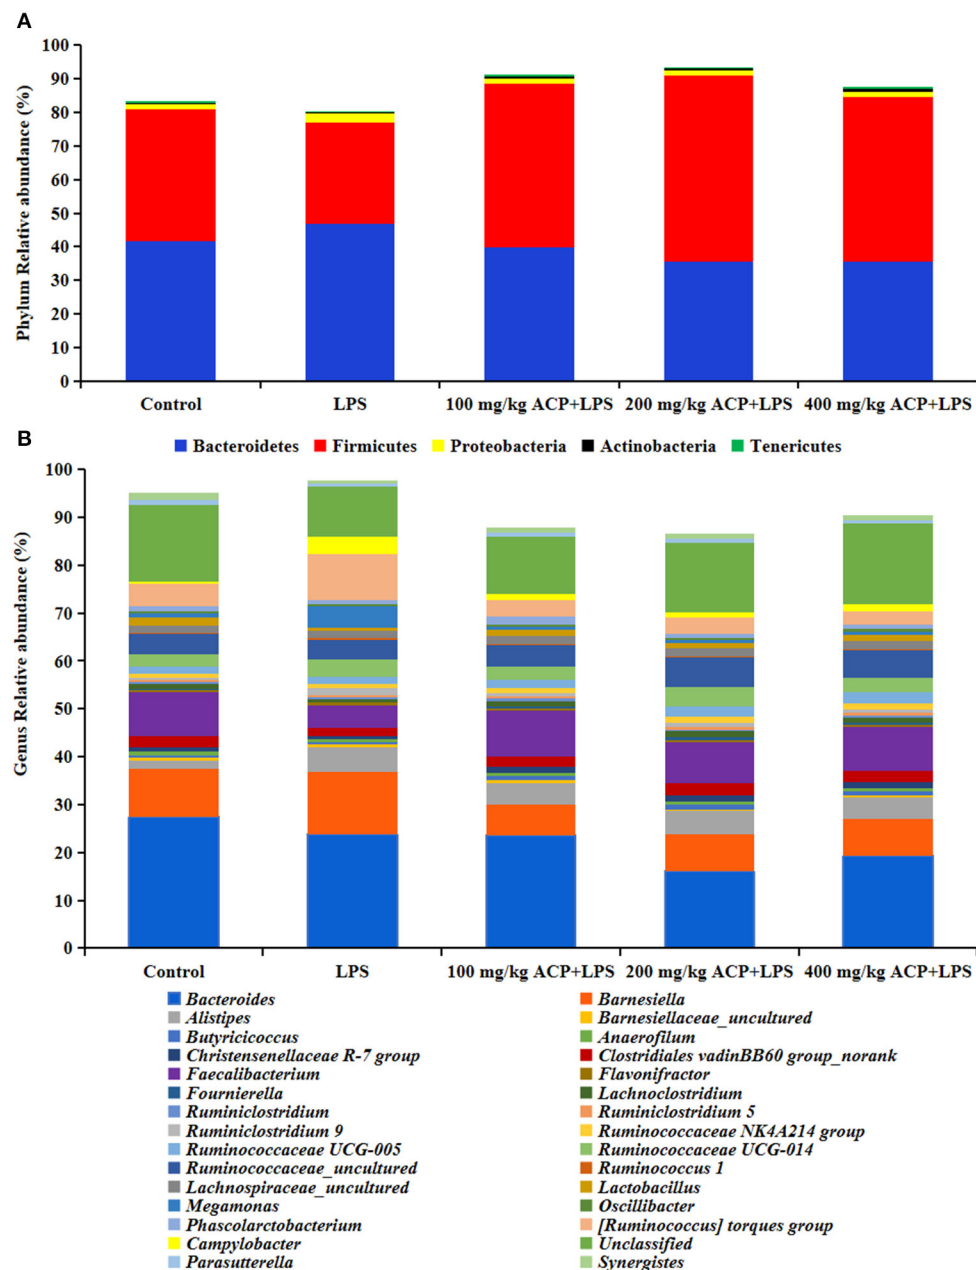 A
Phylum Relative abundance (%)
100
90
80
70
60
50
40
30
20
10
0
Control LPS 100 mg/kg ACP+LPS 200 mg/kg ACP+LPS 400 mg/kg ACP+LPS
Bacteroidetes Firmicutes Proteobacteria Actinobacteria Tenericutes
B
Genus Relative abundance (%)
100
90
80
70
60
50
40
30
20
10
0
Control LPS 100 mg/kg ACP+LPS 200 mg/kg ACP+LPS 400 mg/kg ACP+LPS
Bacteroides Barnesiella
Alistipes Barnesiellaceae_uncultured
Butyricicoccus Anaerofilum
Christensenellaceae R-7 group Clostridiales vadinBB60 group_norank
Faecalibacterium Flavonifractor
Fournierella Lachnoclostridium
Ruminiclostridium Ruminiclostridium 5
Ruminiclostridium 9 Ruminococcaceae NK4A214 group
Ruminococcaceae UCG-005 Ruminococcaceae UCG-014
Ruminococcaceae_uncultured Ruminococcus 1
Lachnospiraceae_uncultured Lactobacillus
Megamonas Oscillibacter
Phascolarctobacterium [Ruminococcus] torques group
Campylobacter Unclassified
Parasutterella Synergistes